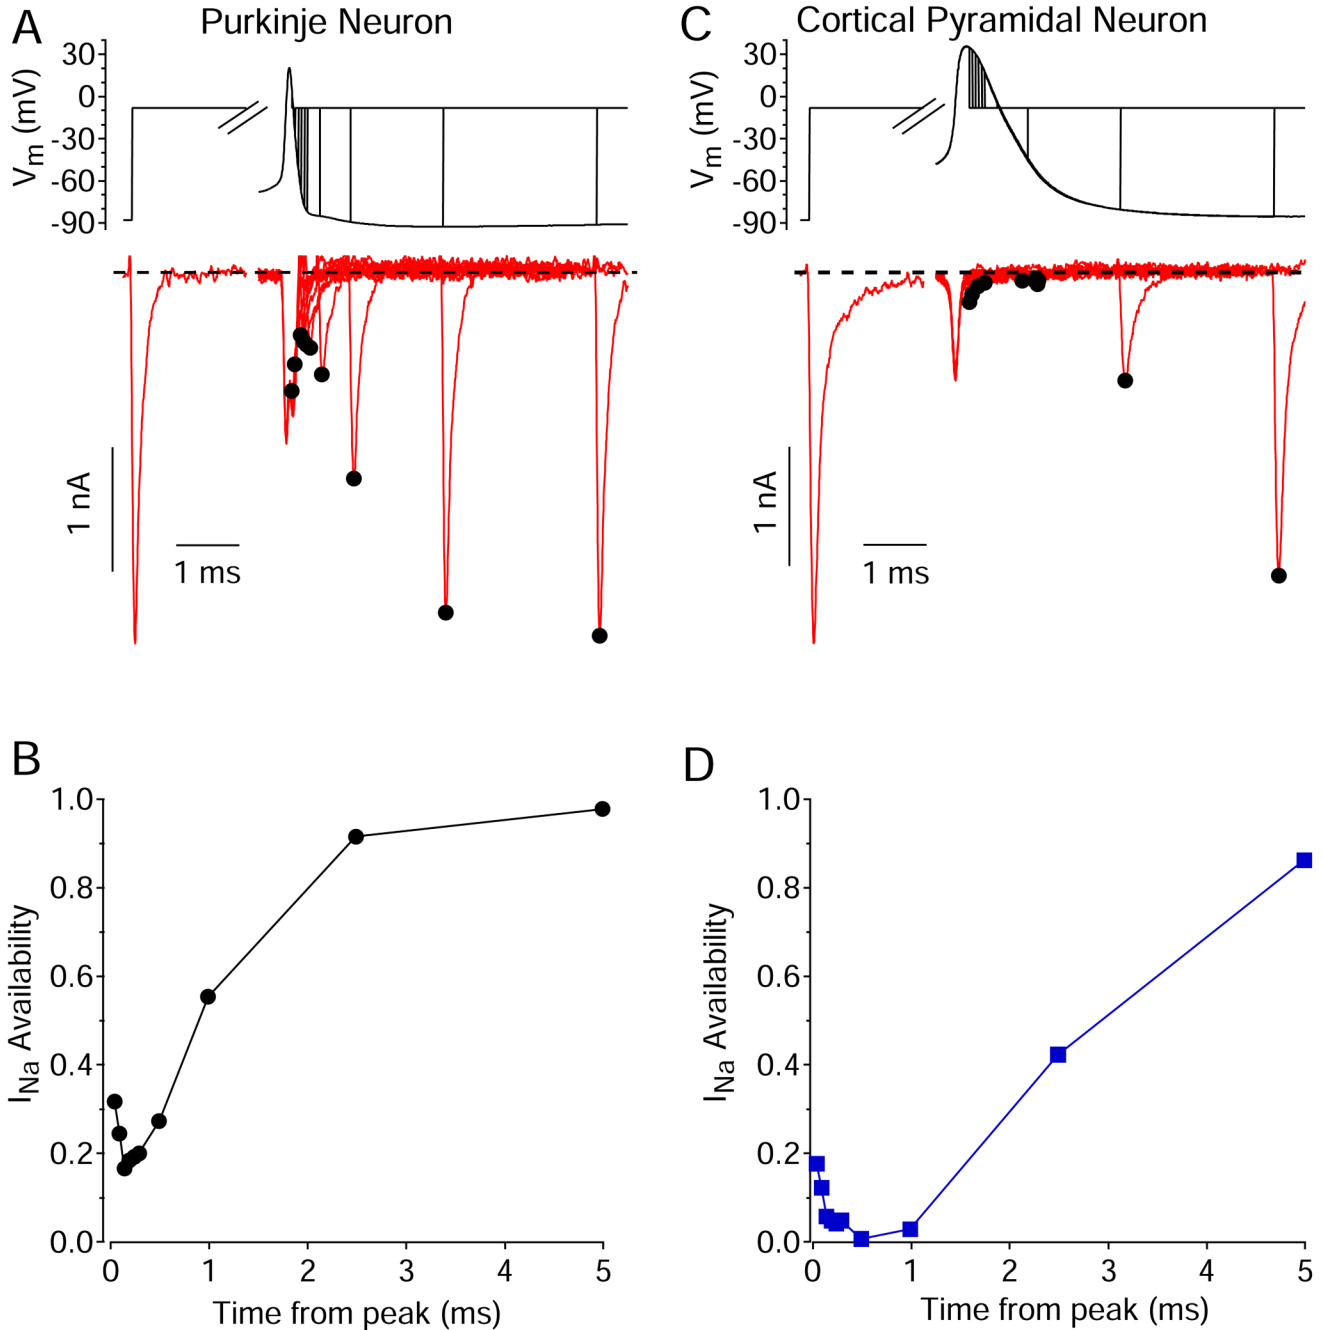 A
Purkinje Neuron
Vm (mV)
30
0
-30
-60
-90
1 nA
1 ms
C
Cortical Pyramidal Neuron
Vm (mV)
30
0
-30
-60
-90
1 nA
1 ms
B
INa Availability
1.0
0.8
0.6
0.4
0.2
0.0
0 1 2 3 4 5
Time from peak (ms)
D
INa Availability
1.0
0.8
0.6
0.4
0.2
0.0
0 1 2 3 4 5
Time from peak (ms)